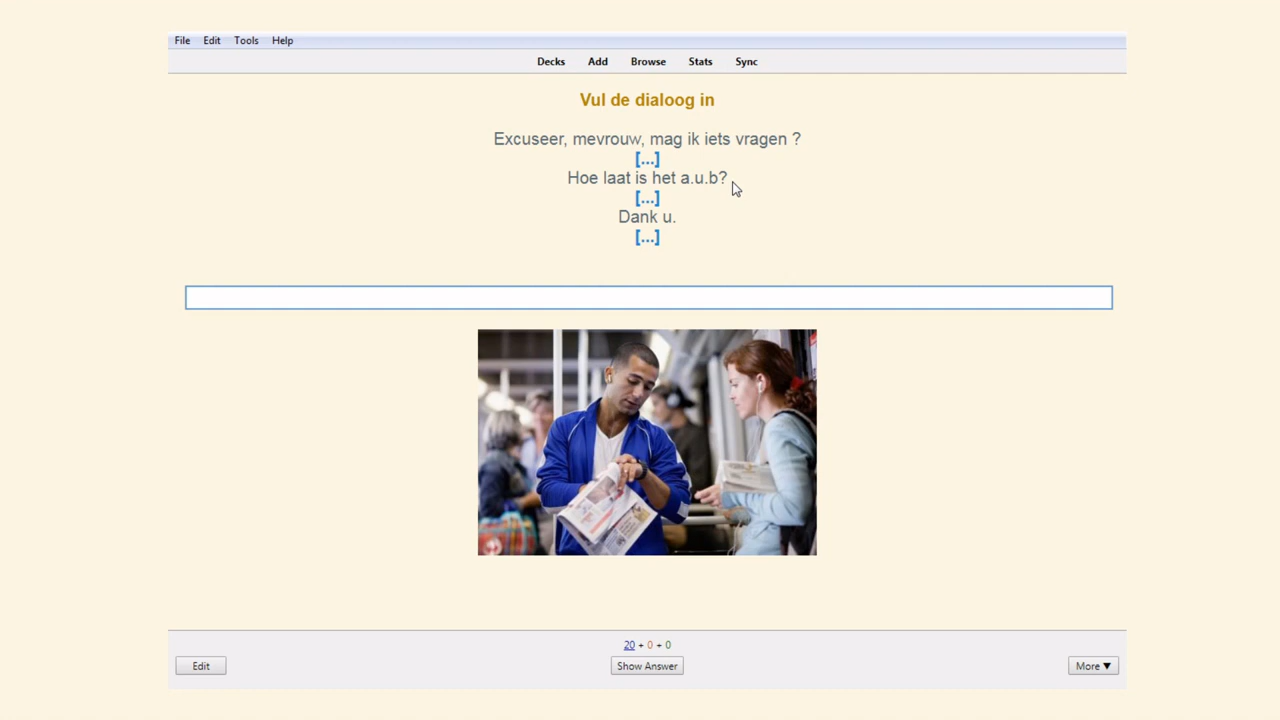 File Edit Tools Help
Decks Add Browse Stats Sync
Vul de dialoog in
Excuseer, mevrouw, mag ik iets vragen ?
[...]
Hoe laat is het a.u.b?
[...]
Dank u.
[...]
20 + 0 + 0
Edit Show Answer More ▼